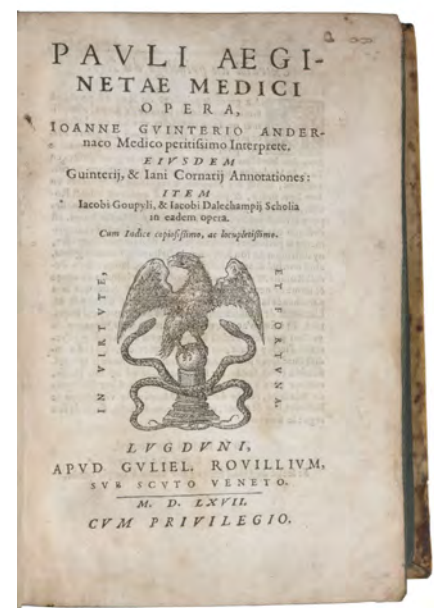 PAVLI AEGI-
NETAE MEDICI
OPERA,
IOANNE GVINTERIO ANDER-
naco Medico peritißimo Interprete.
EIVSDEM
Guinterij, & Iani Cornarij Annotationes:
ITEM
Iacobi Goupyli, & Iacobi Dalechampij Scholia
in eadem opera.
Cum Indice copiosissimo, ac locupletissimo.
IN VIRTVTE,
ET FORTVNA.
LVGDVNI,
APVD GVLIEL. ROVILLIVM,
SVB SCVTO VENETO.
M. D. LXVII.
CVM PRIVILEGIO.